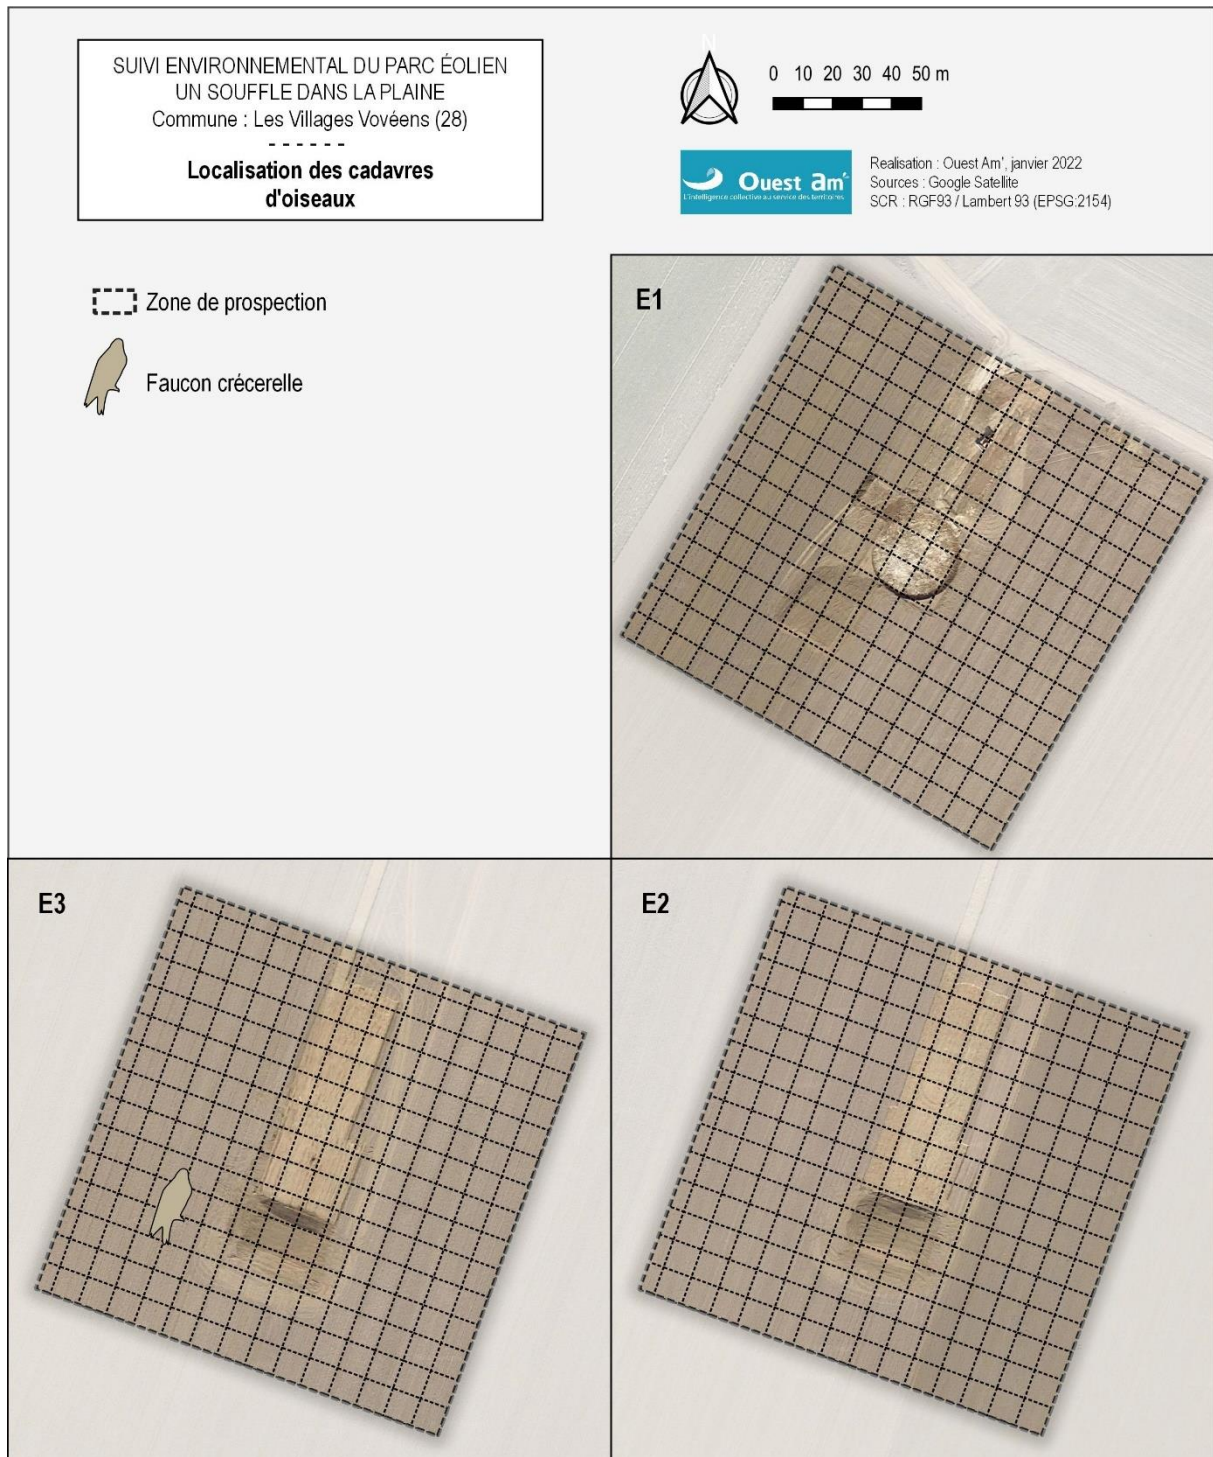 SUIVI ENVIRONNEMENTAL DU PARC ÉOLIEN
UN SOUFFLE DANS LA PLAINE
Commune : Les Villages Vovéens (28)
- - - - - -
Localisation des cadavres
d'oiseaux
N
0 10 20 30 40 50 m
Ouest am'
L'intelligence collective au service des territoires
Realisation : Ouest Am', janvier 2022
Sources : Google Satellite
SCR : RGF93 / Lambert 93 (EPSG:2154)
Zone de prospection
Faucon crécerelle
E1
E3
E2